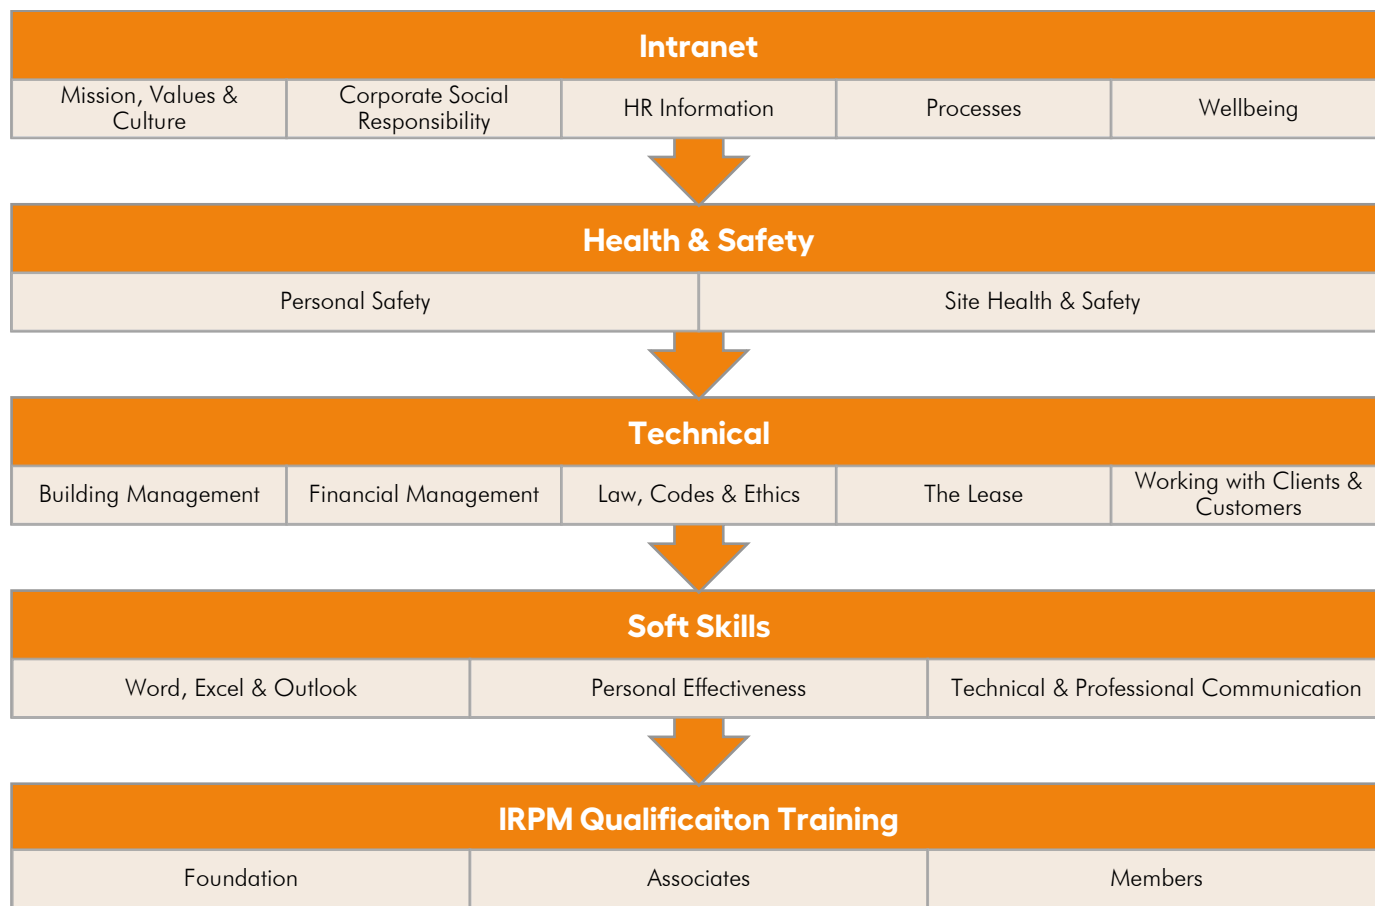 Intranet
Mission, Values &
Culture
Corporate Social
Responsibility
HR Information
Processes
Wellbeing
Health & Safety
Personal Safety
Site Health & Safety
Technical
Building Management
Financial Management
Law, Codes & Ethics
The Lease
Working with Clients &
Customers
Soft Skills
Word, Excel & Outlook
Personal Effectiveness
Technical & Professional Communication
IRPM Qualificaiton Training
Foundation
Associates
Members